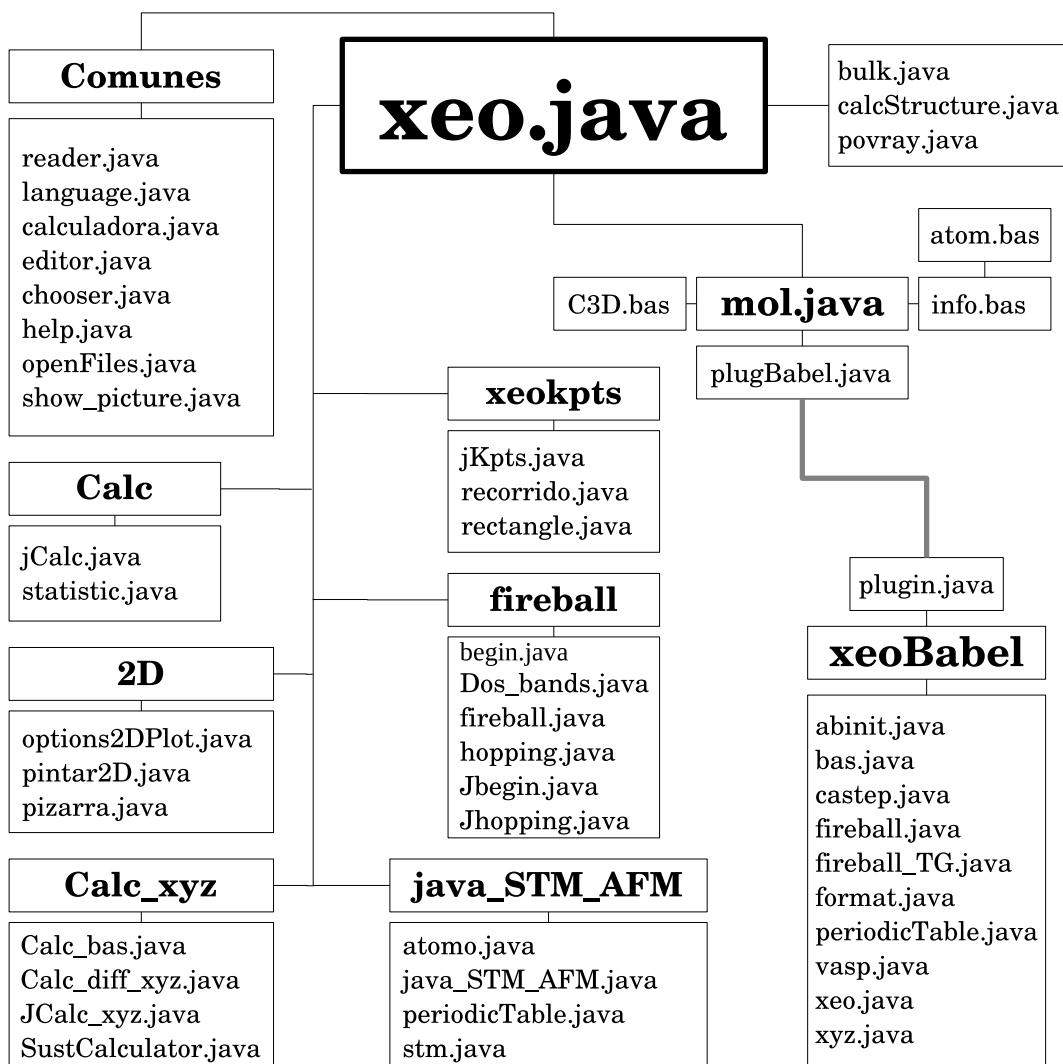 Comunes
reader.java
language.java
calculadora.java
editor.java
chooser.java
help.java
openFiles.java
show_picture.java
xeo.java
bulk.java
calcStructure.java
povray.java
atom.bas
C3D.bas
mol.java
info.bas
plugBabel.java
xeokpts
jKpts.java
recorrido.java
rectangle.java
Calc
jCalc.java
statistic.java
fireball
begin.java
Dos_bands.java
fireball.java
hopping.java
Jbegin.java
Jhopping.java
plugin.java
xeoBabel
abinit.java
bas.java
castep.java
fireball.java
fireball_TG.java
format.java
periodicTable.java
vasp.java
xeo.java
xyz.java
2D
options2DPlot.java
pintar2D.java
pizarra.java
Calc_xyz
Calc_bas.java
Calc_diff_xyz.java
JCalc_xyz.java
SustCalculator.java
java_STM_AFM
atomo.java
java_STM_AFM.java
periodicTable.java
stm.java